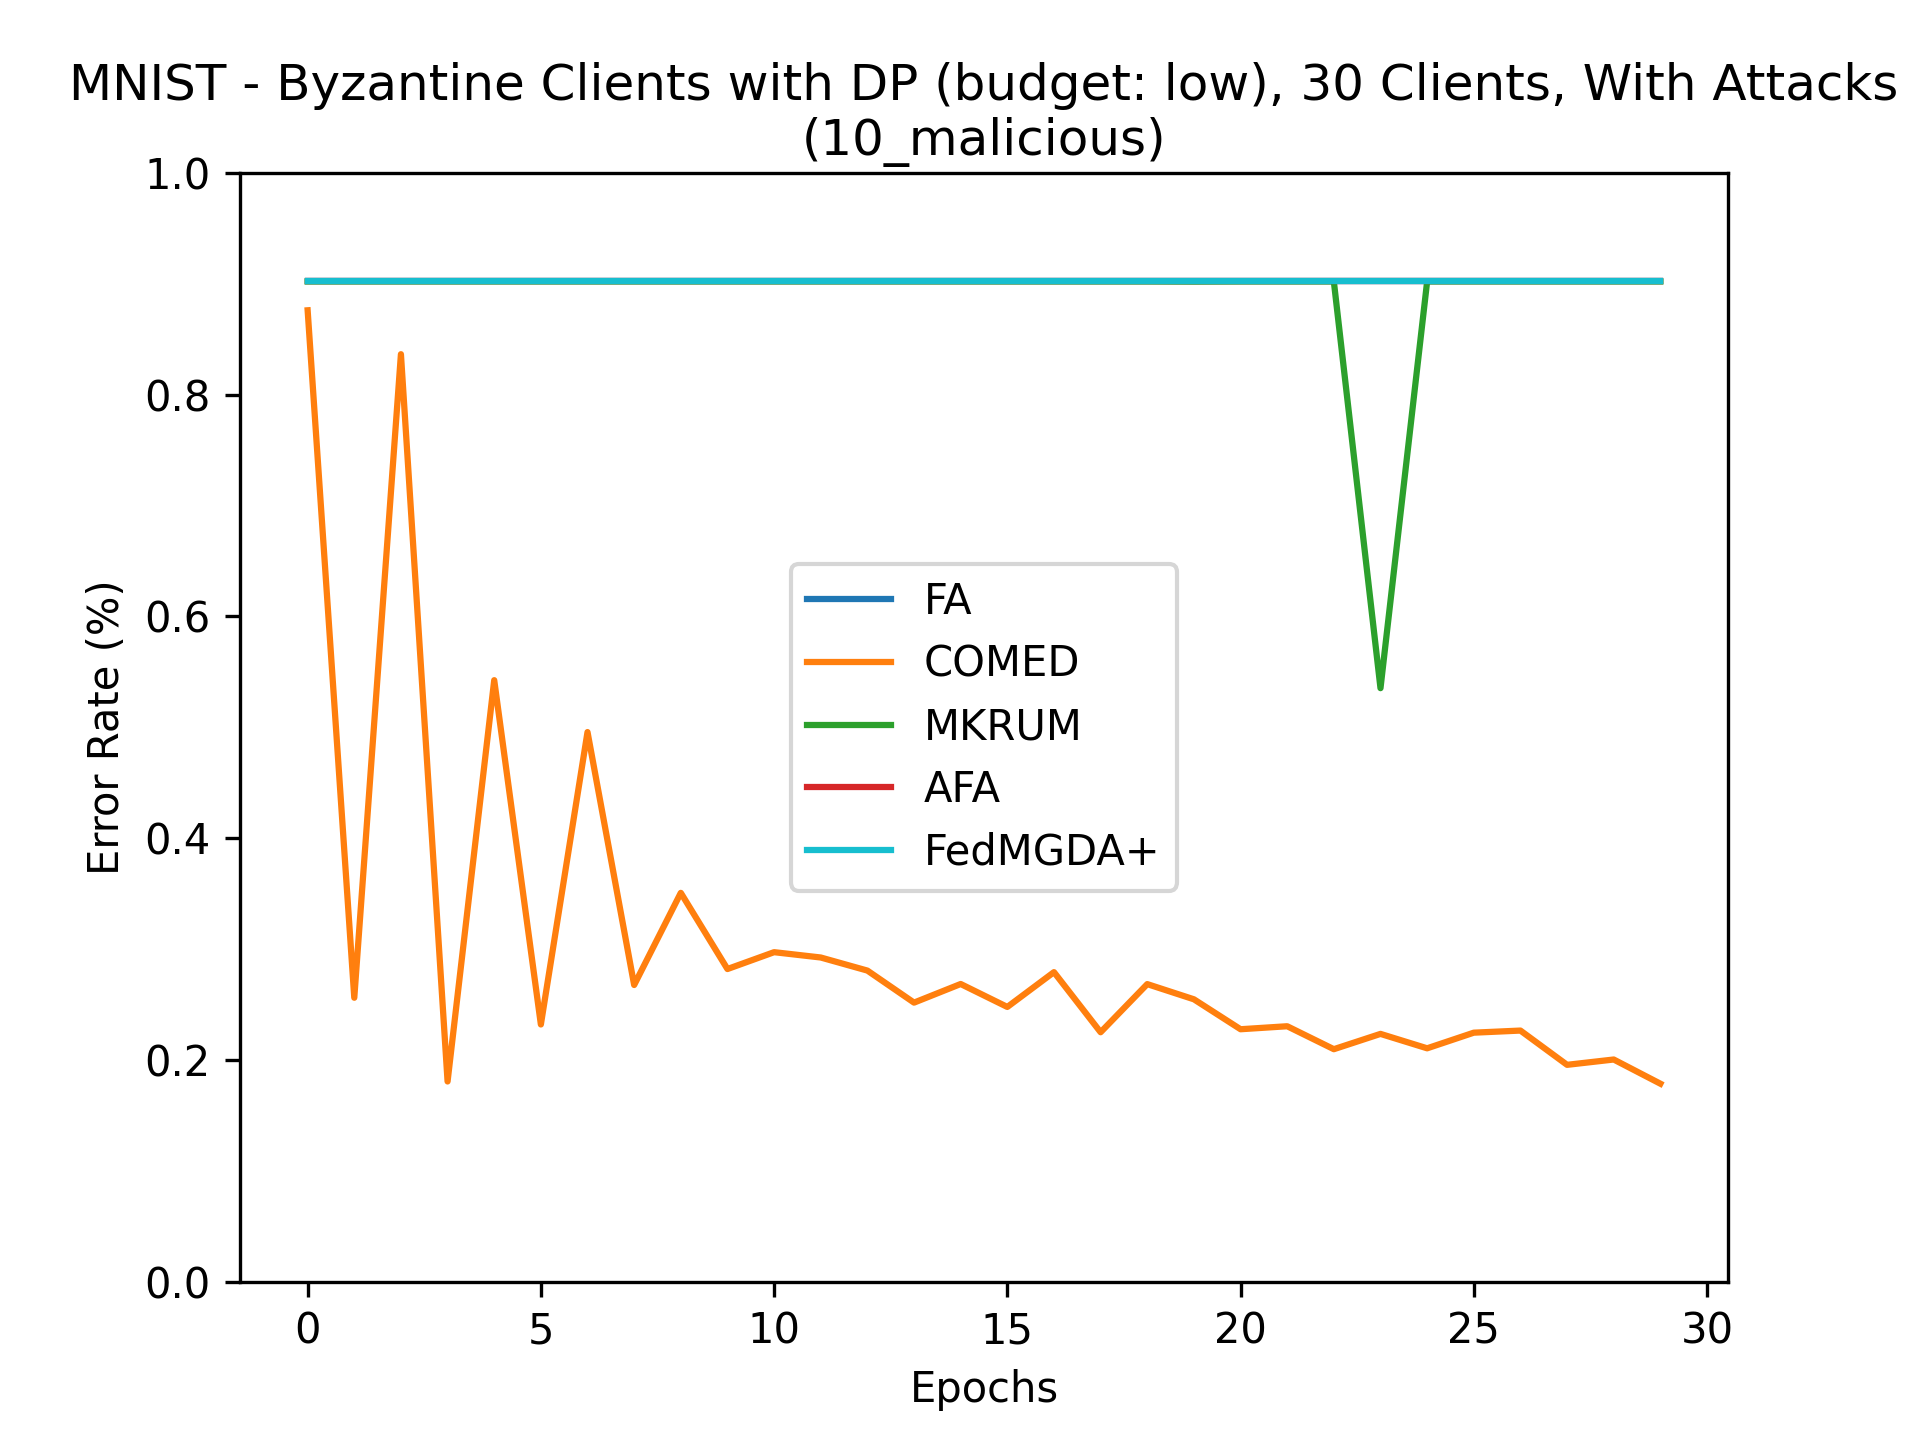 MNIST - Byzantine Clients with DP (budget: low), 30 Clients, With Attacks
(10_malicious)
1.0
0.8
0.6
0.4
0.2
0.0
Error Rate (%)
FA
COMED
MKRUM
AFA
FedMGDA+
0 5 10 15 20 25 30
Epochs